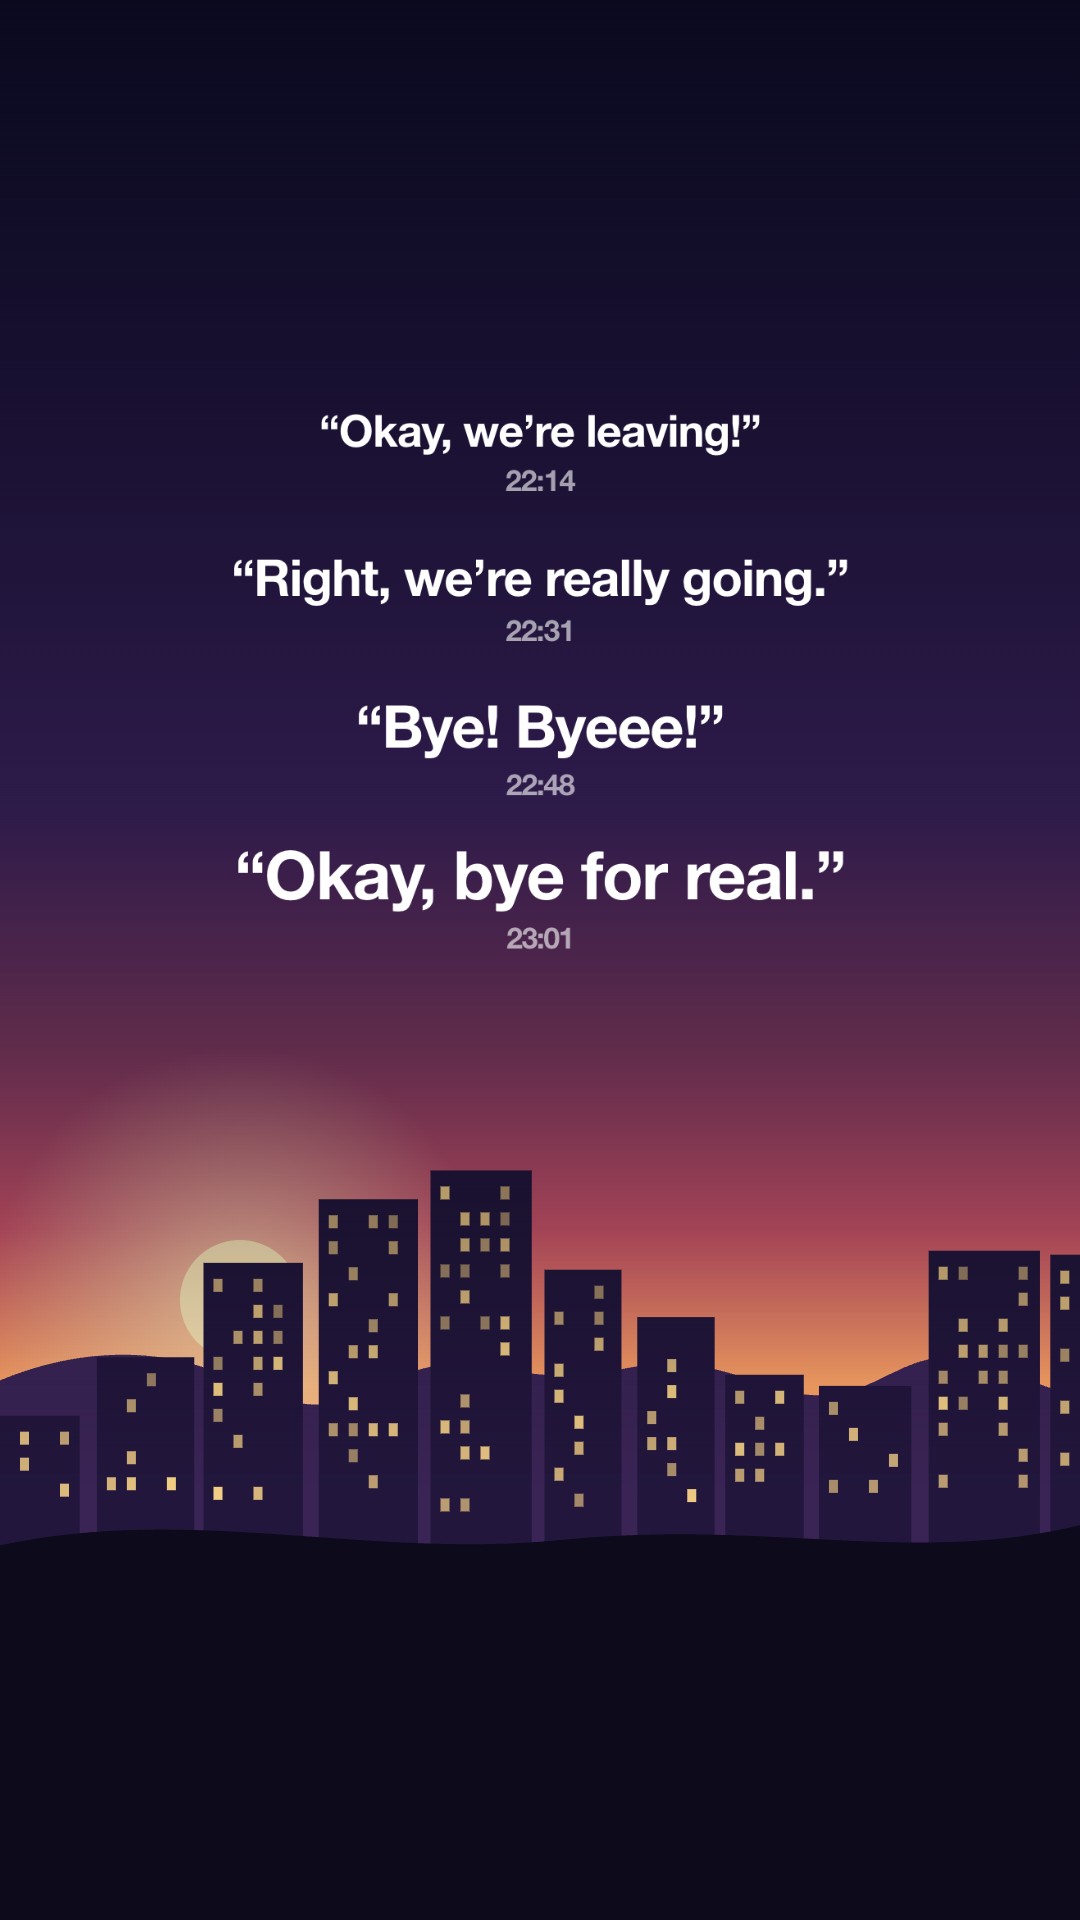 “Okay, we’re leaving!”
22:14
“Right, we’re really going.”
22:31
“Bye! Byeee!”
22:48
“Okay, bye for real.”
23:01